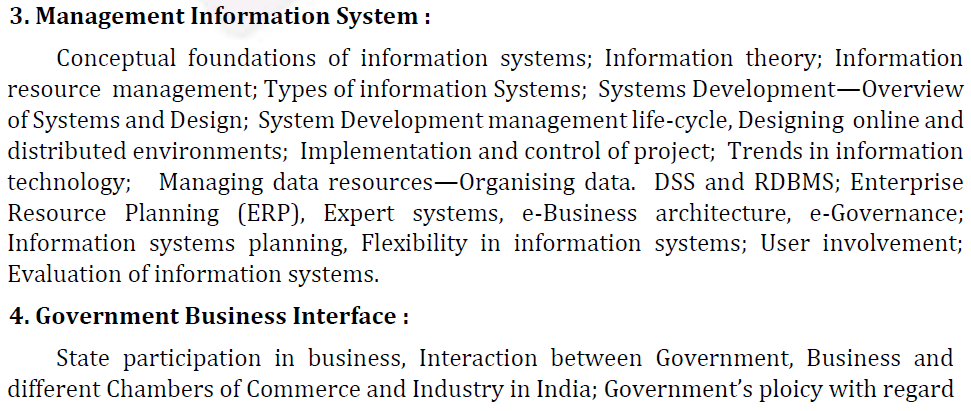 3. Management Information System :
Conceptual foundations of information systems; Information theory; Information
resource management; Types of information Systems; Systems Development—Overview
of Systems and Design; System Development management life-cycle, Designing online and
distributed environments; Implementation and control of project; Trends in information
technology; Managing data resources—Organising data. DSS and RDBMS; Enterprise
Resource Planning (ERP), Expert systems, e-Business architecture, e-Governance;
Information systems planning, Flexibility in information systems; User involvement;
Evaluation of information systems.
4. Government Business Interface :
State participation in business, Interaction between Government, Business and
different Chambers of Commerce and Industry in India; Government’s ploicy with regard